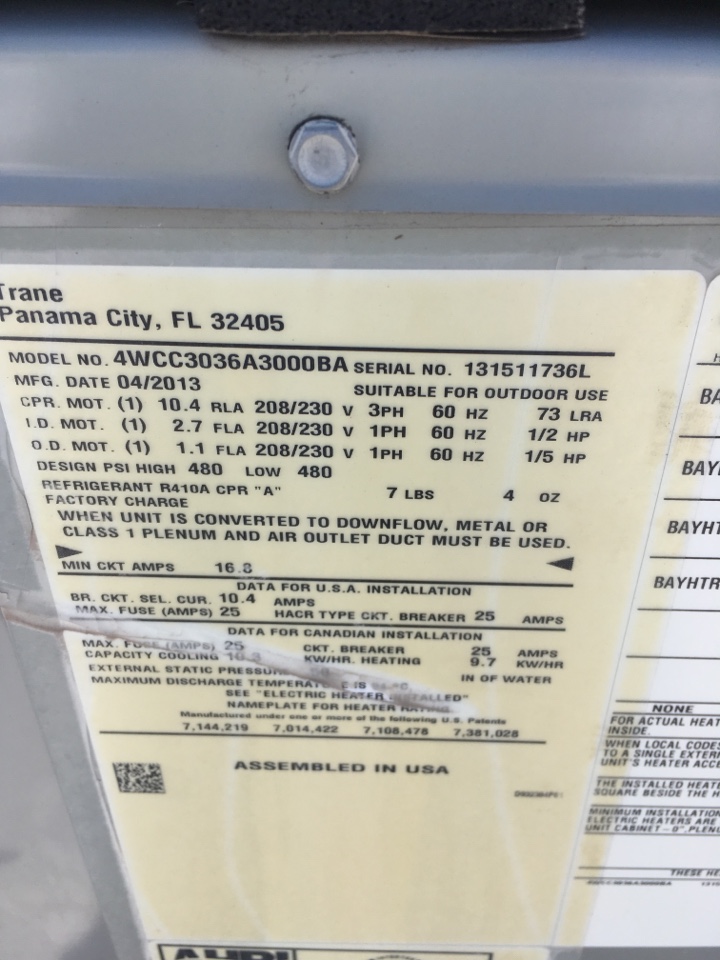 Trane
Panama City, FL 32405
MODEL NO. 4WCC3036A3000BA SERIAL NO. 131511736L
MFG. DATE 04/2013 SUITABLE FOR OUTDOOR USE
CPR. MOT. (1) 10.4 RLA 208/230 V 3PH 60 HZ 73 LRA
I.D. MOT. (1) 2.7 FLA 208/230 V 1PH 60 HZ 1/2 HP
O.D. MOT. (1) 1.1 FLA 208/230 V 1PH 60 HZ 1/5 HP
DESIGN PSI HIGH 480 LOW 480
REFRIGERANT R410A CPR "A" 7 LBS 4 OZ
FACTORY CHARGE
WHEN UNIT IS CONVERTED TO DOWNFLOW, METAL OR
CLASS 1 PLENUM AND AIR OUTLET DUCT MUST BE USED.
MIN CKT AMPS 16.8
DATA FOR U.S.A. INSTALLATION
BR. CKT. SEL. CUR. 10.4 AMPS
MAX. FUSE (AMPS) 25 HACR TYPE CKT. BREAKER 25 AMPS
DATA FOR CANADIAN INSTALLATION
MAX. FUSE (AMPS) 25 CKT. BREAKER 25 AMPS
CAPACITY COOLING KW/HR. HEATING 9.7 KW/HR
EXTERNAL STATIC PRESSURE IN OF WATER
MAXIMUM DISCHARGE TEMPERATURE IS
SEE "ELECTRIC HEATER INSTALLED"
NAMEPLATE FOR HEATER RATING
Manufactured under one or more of the following U.S. Patents
7,144,219 7,014,422 7,108,478 7,381,028
ASSEMBLED IN USA
BAYH
BAYHT
BAYHTR
NONE
FOR ACTUAL HEAT
INSIDE.
WHEN LOCAL CODES
TO A SINGLE EXTER
UNIT'S HEATER ACCE
THE INSTALLED HEATE
SQUARE BESIDE THE H
MINIMUM INSTALLATION
ELECTRIC HEATERS ARE
UNIT CABINET - 0" PLEN
THESE HE